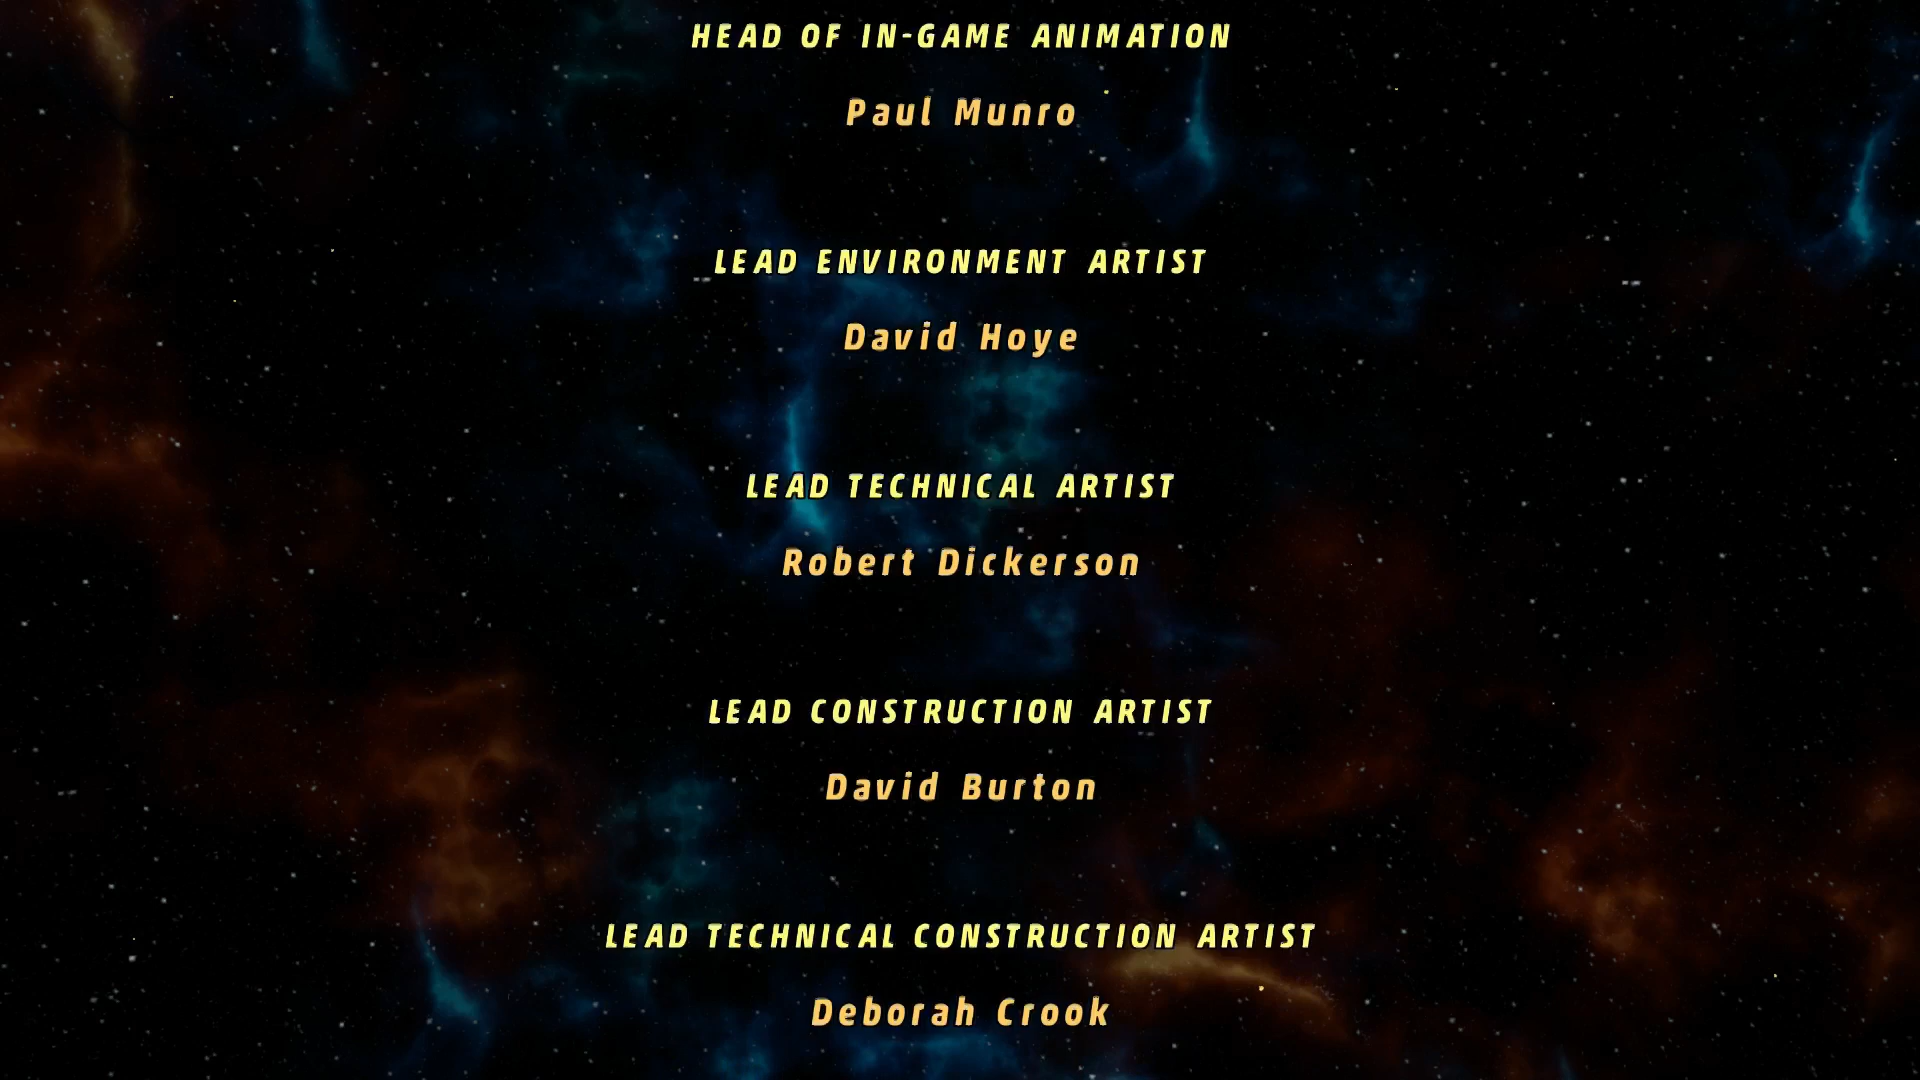 HEAD OF IN-GAME ANIMATION
Paul Munro
LEAD ENVIRONMENT ARTIST
David Hoye
LEAD TECHNICAL ARTIST
Robert Dickerson
LEAD CONSTRUCTION ARTIST
David Burton
LEAD TECHNICAL CONSTRUCTION ARTIST
Deborah Crook